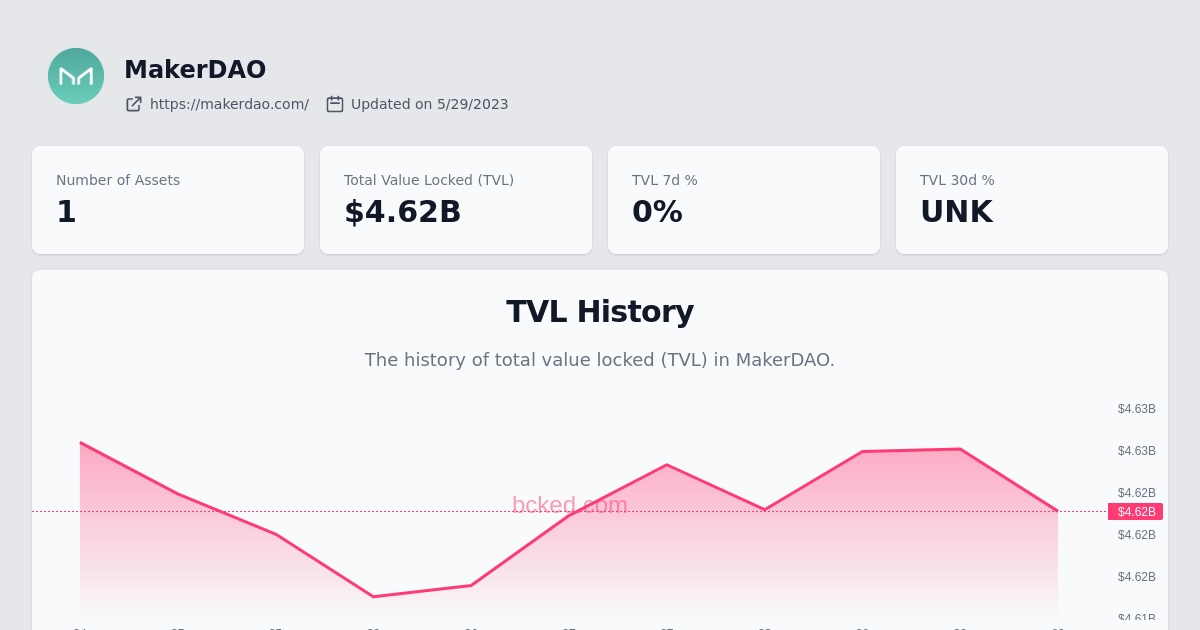 MakerDAO
https://makerdao.com/ Updated on 5/29/2023
Number of Assets
1
Total Value Locked (TVL)
$4.62B
TVL 7d %
0%
TVL 30d %
UNK
TVL History
The history of total value locked (TVL) in MakerDAO.
$4.63B
$4.63B
$4.62B
bcked.com
$4.62B
$4.62B
$4.62B
$4.61B